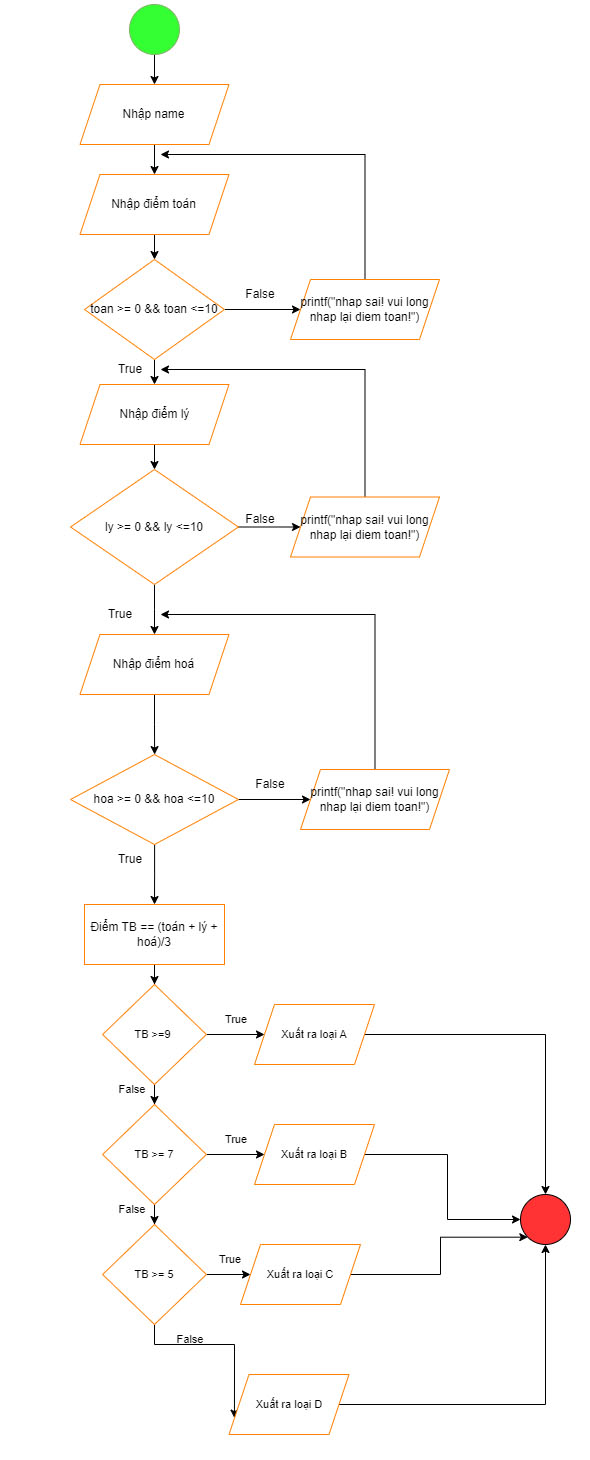 Nhập name
Nhập điểm toán
toan >= 0 && toan <=10
False
printf("nhap sai! vui long
nhap lại diem toan!")
True
Nhập điểm lý
ly >= 0 && ly <=10
False
printf("nhap sai! vui long
nhap lại diem toan!")
True
Nhập điểm hoá
hoa >= 0 && hoa <=10
False
printf("nhap sai! vui long
nhap lại diem toan!")
True
Điểm TB == (toán + lý +
hoá)/3
TB >=9
True
Xuất ra loại A
False
TB >= 7
True
Xuất ra loại B
False
TB >= 5
True
Xuất ra loại C
False
Xuất ra loại D